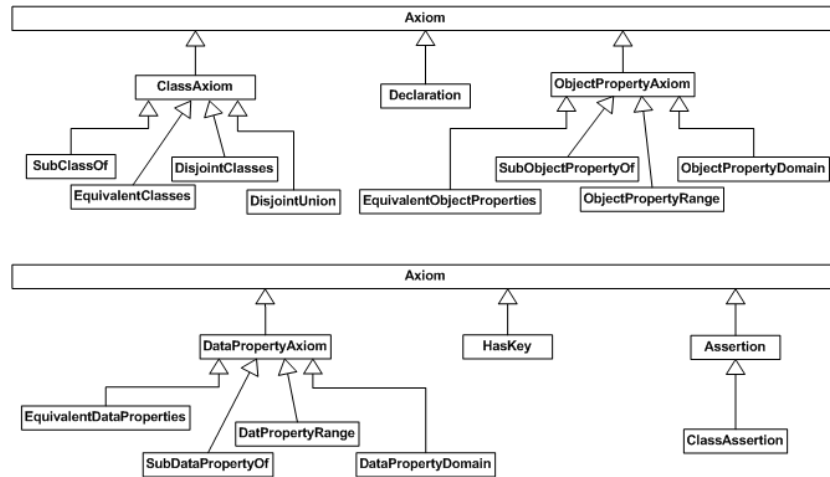 Axiom
ClassAxiom
Declaration
ObjectPropertyAxiom
SubClassOf
DisjointClasses
SubObjectPropertyOf
ObjectPropertyDomain
EquivalentClasses
DisjointUnion
EquivalentObjectProperties
ObjectPropertyRange
Axiom
DataPropertyAxiom
HasKey
Assertion
EquivalentDataProperties
DatPropertyRange
ClassAssertion
SubDataPropertyOf
DataPropertyDomain